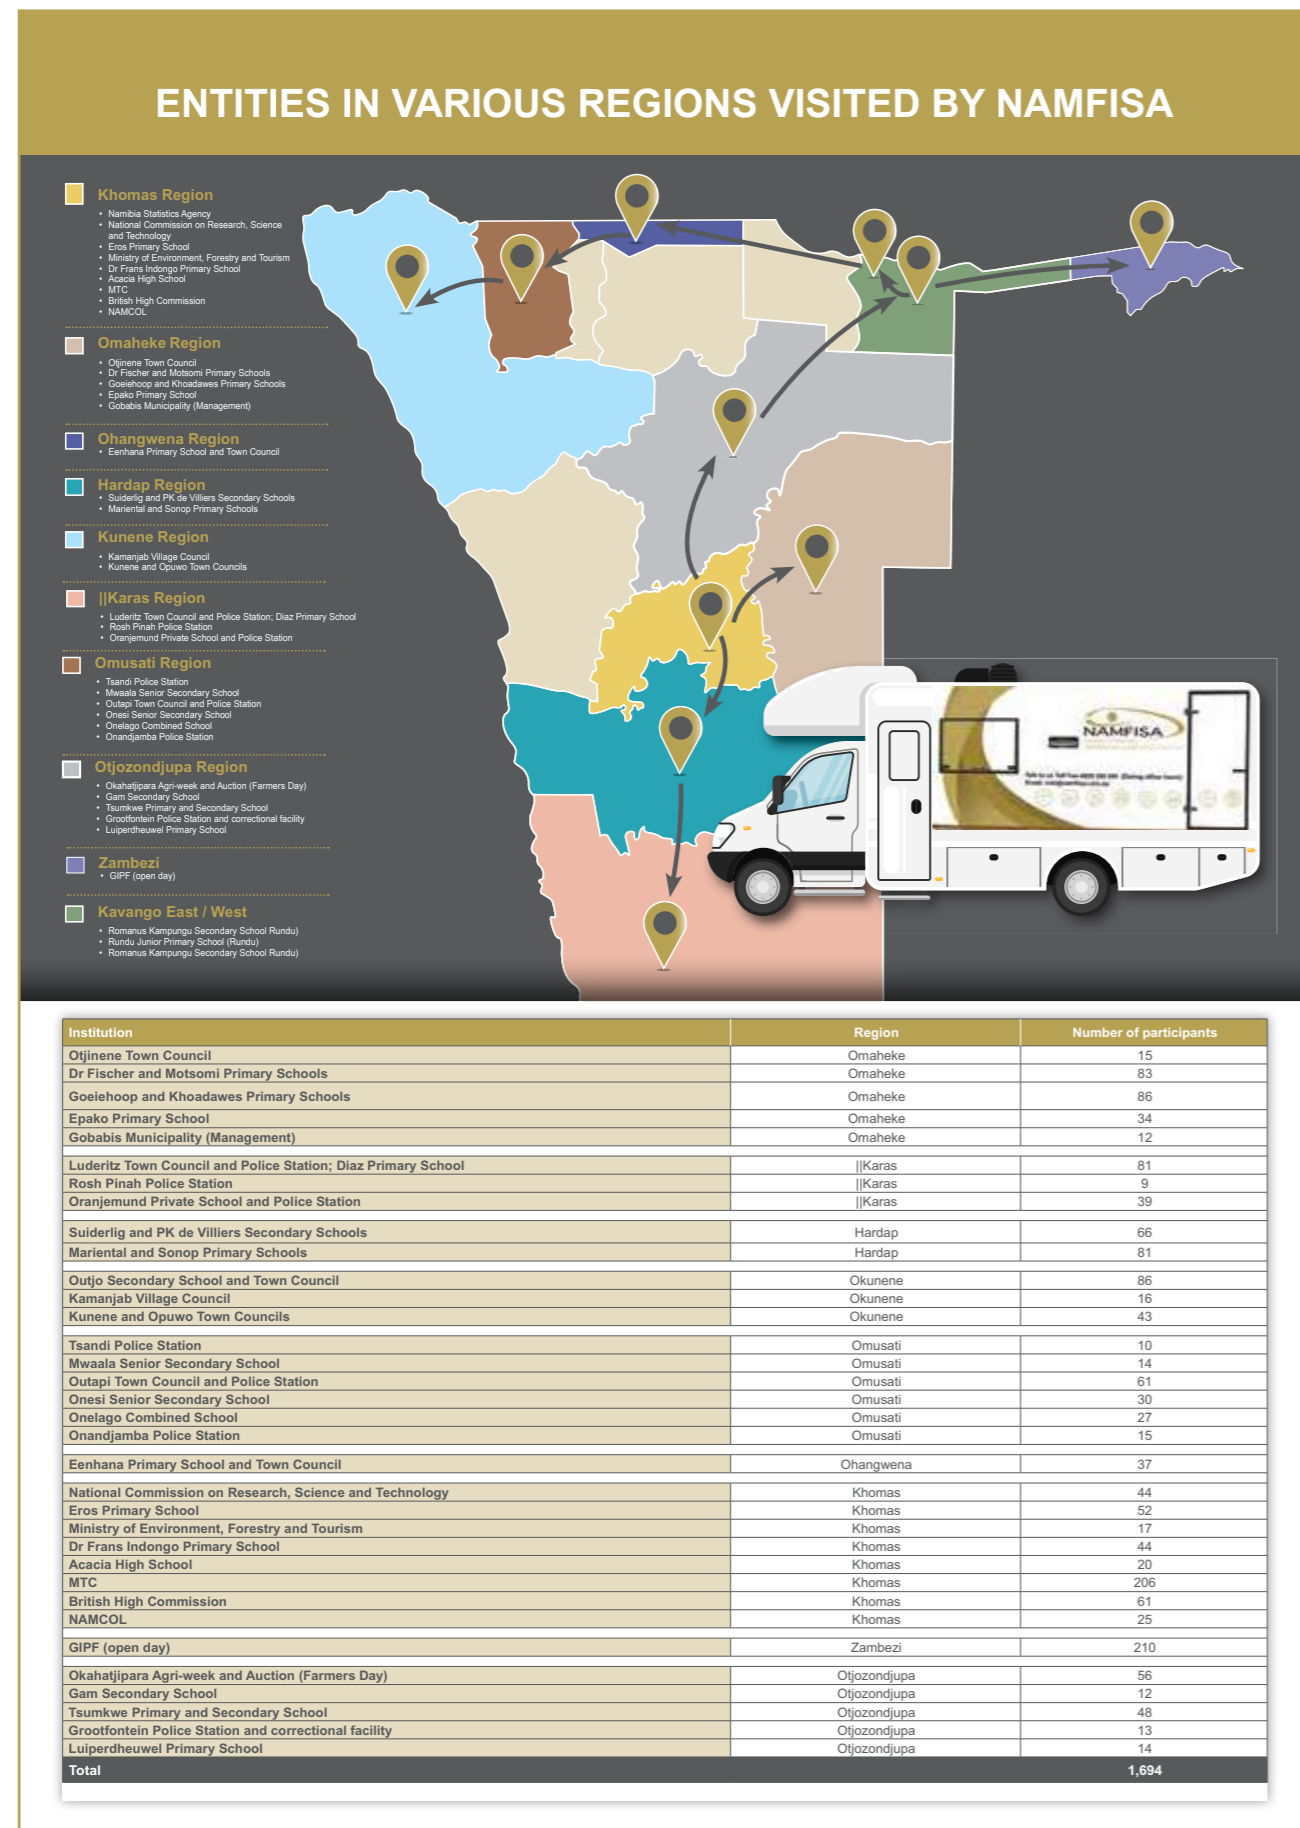 ENTITIES IN VARIOUS REGIONS VISITED BY NAMFISA
Khomas Region
• Namibia Statistics Agency
• National Commission on Research, Science
and Technology
• Eros Primary School
• Ministry of Environment, Forestry and Tourism
• Dr Frans Indongo Primary School
• Acacia High School
• MTC
• British High Commission
• NAMCOL
Omaheke Region
• Otjinene Town Council
• Dr Fischer and Motsomi Primary Schools
• Goeiehoop and Khoadawes Primary Schools
• Epako Primary School
• Gobabis Municipality (Management)
Ohangwena Region
• Eenhana Primary School and Town Council
Hardap Region
• Suiderlig and PK de Villiers Secondary Schools
• Mariental and Sonop Primary Schools
Kunene Region
• Kamanjab Village Council
• Kunene and Opuwo Town Councils
||Karas Region
• Luderitz Town Council and Police Station; Diaz Primary School
• Rosh Pinah Police Station
• Oranjemund Private School and Police Station
Omusati Region
• Tsandi Police Station
• Mwaala Senior Secondary School
• Outapi Town Council and Police Station
• Onesi Senior Secondary School
• Onelago Combined School
• Onandjamba Police Station
Otjozondjupa Region
• Okahatjipara Agri-week and Auction (Farmers Day)
• Gam Secondary School
• Tsumkwe Primary and Secondary School
• Grootfontein Police Station and correctional facility
• Luiperdheuwel Primary School
Zambezi
• GIPF (open day)
Kavango East / West
• Romanus Kampungu Secondary School Rundu)
• Rundu Junior Primary School (Rundu)
• Romanus Kampungu Secondary School Rundu)
NAMFISA
Institution Region Number of participants
Otjinene Town Council Omaheke 15
Dr Fischer and Motsomi Primary Schools Omaheke 83
Goeiehoop and Khoadawes Primary Schools Omaheke 86
Epako Primary School Omaheke 34
Gobabis Municipality (Management) Omaheke 12
Luderitz Town Council and Police Station; Diaz Primary School ||Karas 81
Rosh Pinah Police Station ||Karas 9
Oranjemund Private School and Police Station ||Karas 39
Suiderlig and PK de Villiers Secondary Schools Hardap 66
Mariental and Sonop Primary Schools Hardap 81
Outjo Secondary School and Town Council Okunene 86
Kamanjab Village Council Okunene 16
Kunene and Opuwo Town Councils Okunene 43
Tsandi Police Station Omusati 10
Mwaala Senior Secondary School Omusati 14
Outapi Town Council and Police Station Omusati 61
Onesi Senior Secondary School Omusati 30
Onelago Combined School Omusati 27
Onandjamba Police Station Omusati 15
Eenhana Primary School and Town Council Ohangwena 37
National Commission on Research, Science and Technology Khomas 44
Eros Primary School Khomas 52
Ministry of Environment, Forestry and Tourism Khomas 17
Dr Frans Indongo Primary School Khomas 44
Acacia High School Khomas 20
MTC Khomas 206
British High Commission Khomas 61
NAMCOL Khomas 25
GIPF (open day) Zambezi 210
Okahatjipara Agri-week and Auction (Farmers Day) Otjozondjupa 56
Gam Secondary School Otjozondjupa 12
Tsumkwe Primary and Secondary School Otjozondjupa 48
Grootfontein Police Station and correctional facility Otjozondjupa 13
Luiperdheuwel Primary School Otjozondjupa 14
Total 1,694